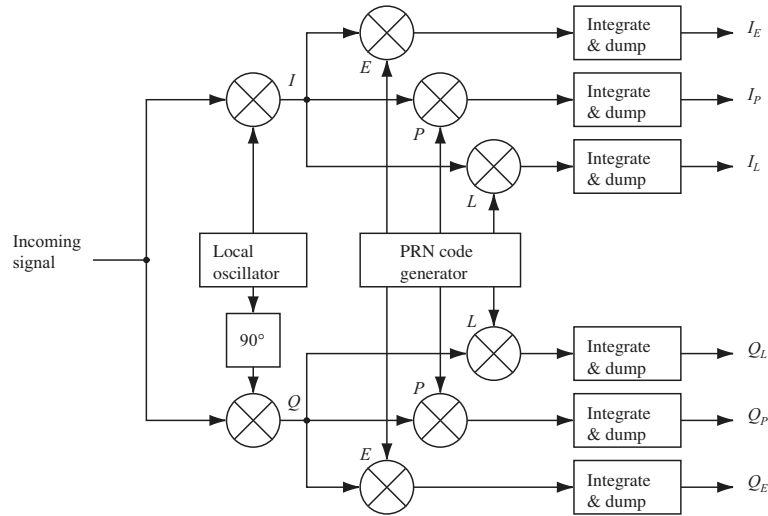 Integrate
& dump
I_E
E
I
Integrate
& dump
I_P
P
Integrate
& dump
I_L
L
Incoming
signal
Local
oscillator
PRN code
generator
90°
L
Integrate
& dump
Q_L
Q
P
Integrate
& dump
Q_P
E
Integrate
& dump
Q_E